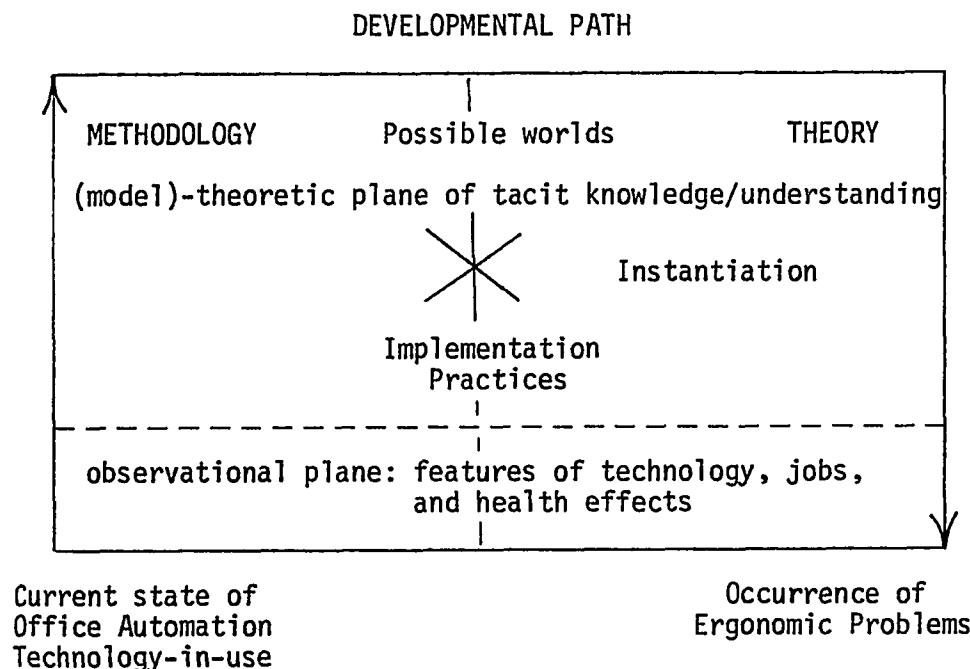 DEVELOPMENTAL PATH
METHODOLOGY Possible worlds THEORY
(model)-theoretic plane of tacit knowledge/understanding
Instantiation
Implementation
Practices
observational plane: features of technology, jobs,
and health effects
Current state of
Office Automation
Technology-in-use
Occurrence of
Ergonomic Problems